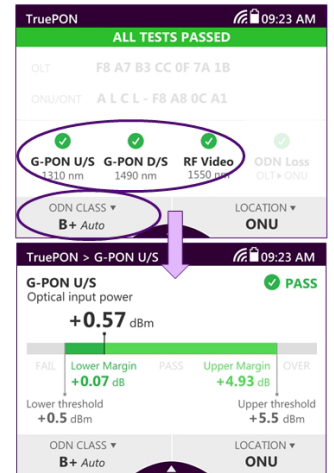 TruePON 09:23 AM
ALL TESTS PASSED
OLT F8 A7 B3 CC 0F 7A 1B
ONU/ONT A L C L - F8 A8 0C A1
G-PON U/S G-PON D/S RF Video ODN Loss
1310 nm 1490 nm 1550 nm OLT ▸ ONU
ODN CLASS ▾ LOCATION ▾
B+ Auto ONU
TruePON > G-PON U/S 09:23 AM
G-PON U/S PASS
Optical input power
+0.57 dBm
FAIL Lower Margin PASS Upper Margin OVER
+0.07 dB +4.93 dB
Lower threshold Upper threshold
+0.5 dBm +5.5 dBm
ODN CLASS ▾ LOCATION ▾
B+ Auto ONU